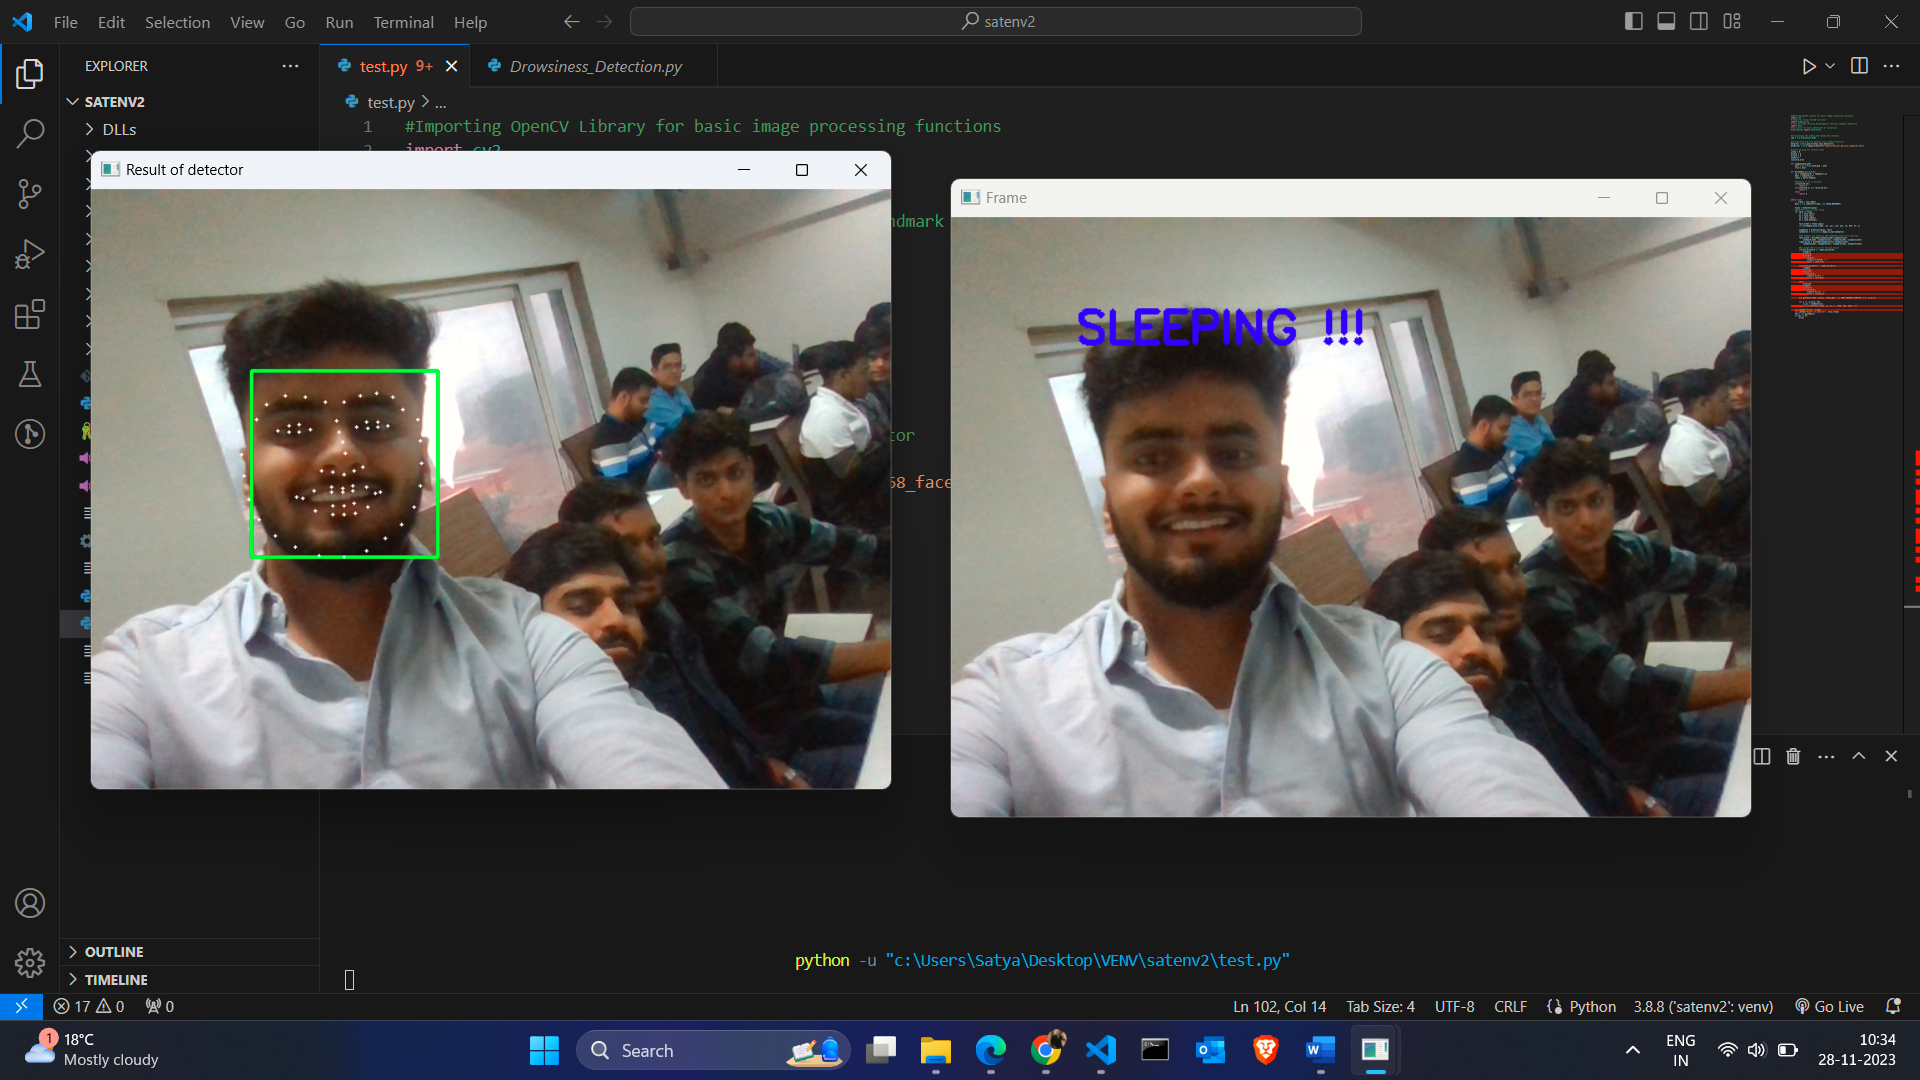 File Edit Selection View Go Run Terminal Help
satenv2
EXPLORER
SATENV2
DLLs
OUTLINE
TIMELINE
test.py 9+
Drowsiness_Detection.py
test.py > ...
1 #Importing OpenCV Library for basic image processing functions
2 import cv2
Result of detector
Frame
ndmark
SLEEPING !!!
tor
68_face
python -u "c:\Users\Satya\Desktop\VENV\satenv2\test.py"
17 0 0
Ln 102, Col 14 Tab Size: 4 UTF-8 CRLF Python 3.8.8 ('satenv2': venv) Go Live
1
18°C
Mostly cloudy
Search
ENG
IN
10:34
28-11-2023